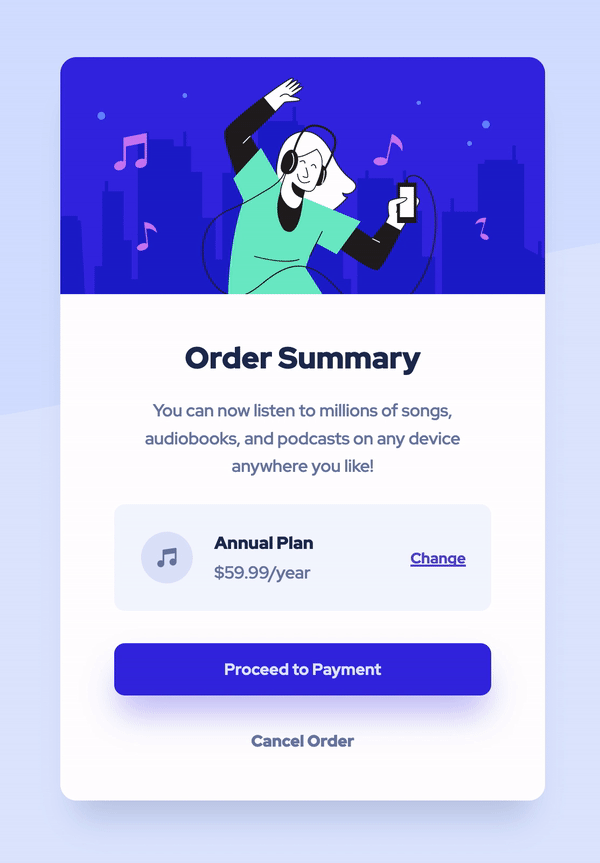 Order Summary
You can now listen to millions of songs,
audiobooks, and podcasts on any device
anywhere you like!
Annual Plan
$59.99/year
Change
Proceed to Payment
Cancel Order